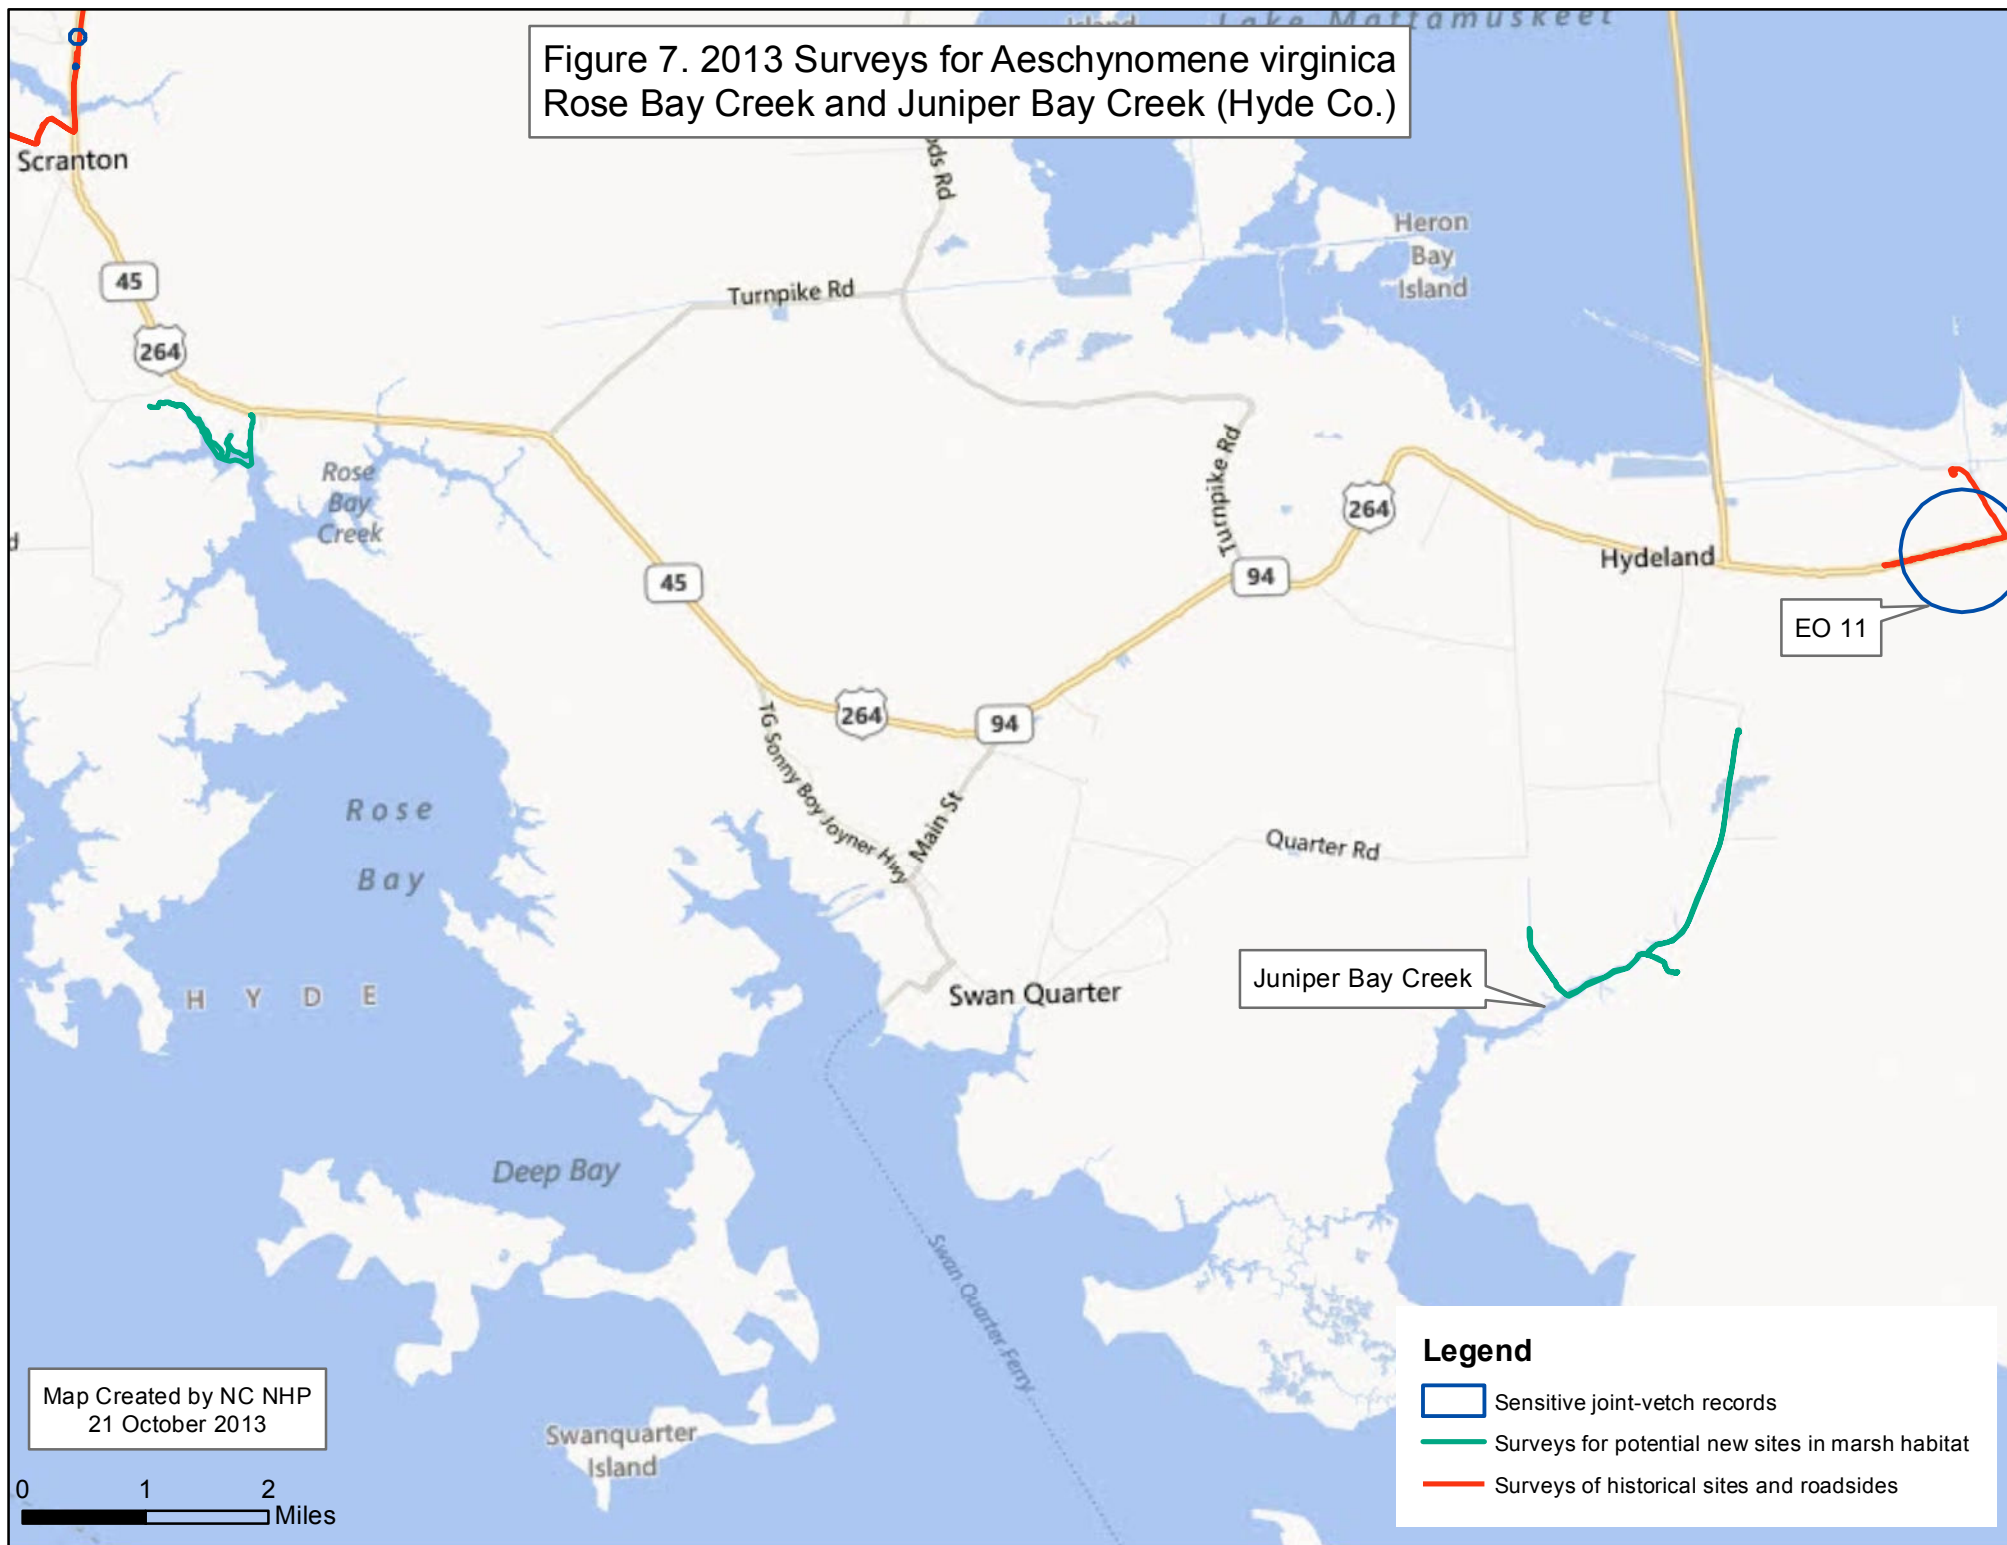 Island
Lake Mattamuskeet
Figure 7. 2013 Surveys for Aeschynomene virginica
Rose Bay Creek and Juniper Bay Creek (Hyde Co.)
Scranton
ods Rd
Heron
Bay
Island
45
Turnpike Rd
264
Rose
Bay
Creek
Turnpike Rd
264
d
45
94
Hydeland
EO 11
264
94
TG Sonny Boy Joyner Hwy
Main St
Rose
Bay
Quarter Rd
HYDE
Swan Quarter
Juniper Bay Creek
Deep Bay
Swan Quarter Ferry
Swanquarter
Island
Map Created by NC NHP
21 October 2013
0 1 2
Miles
Legend
Sensitive joint-vetch records
Surveys for potential new sites in marsh habitat
Surveys of historical sites and roadsides